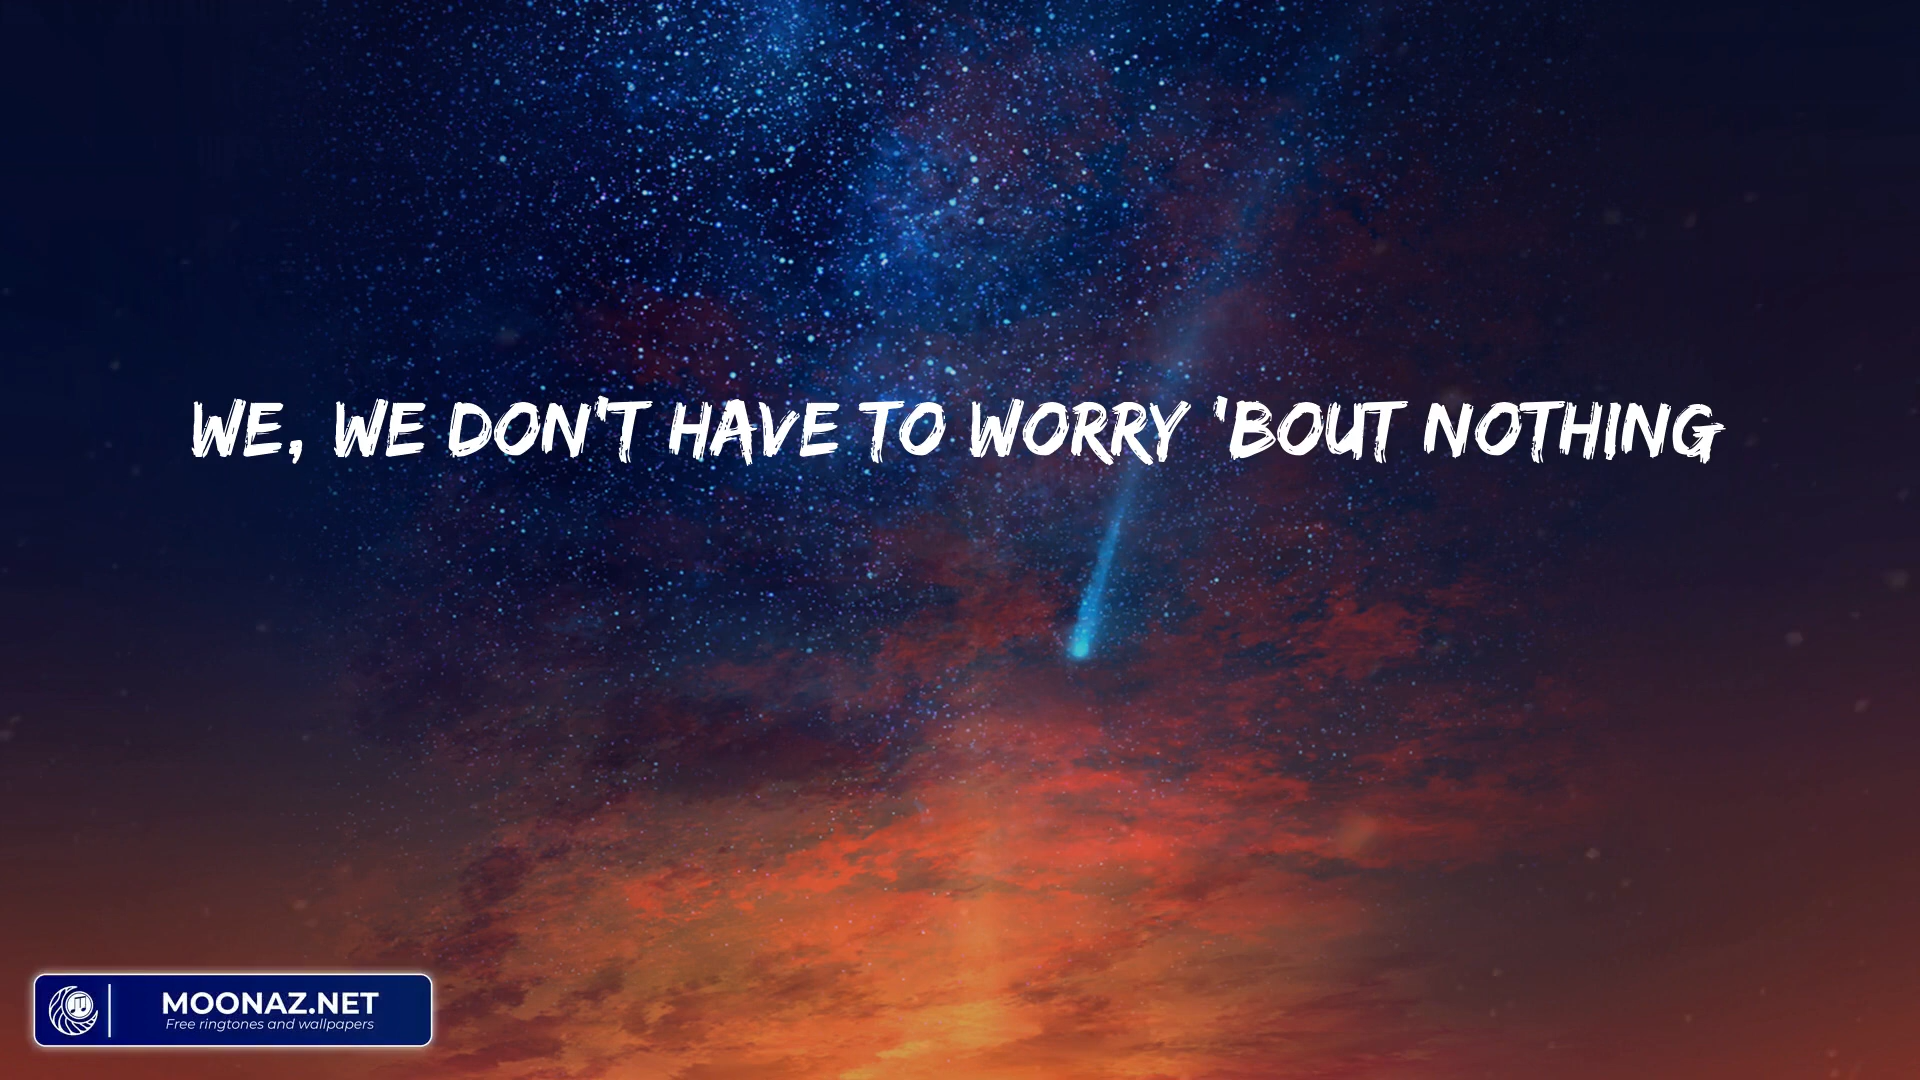 WE, WE DON'T HAVE TO WORRY 'BOUT NOTHING
MOONAZ.NET
Free ringtones and wallpapers